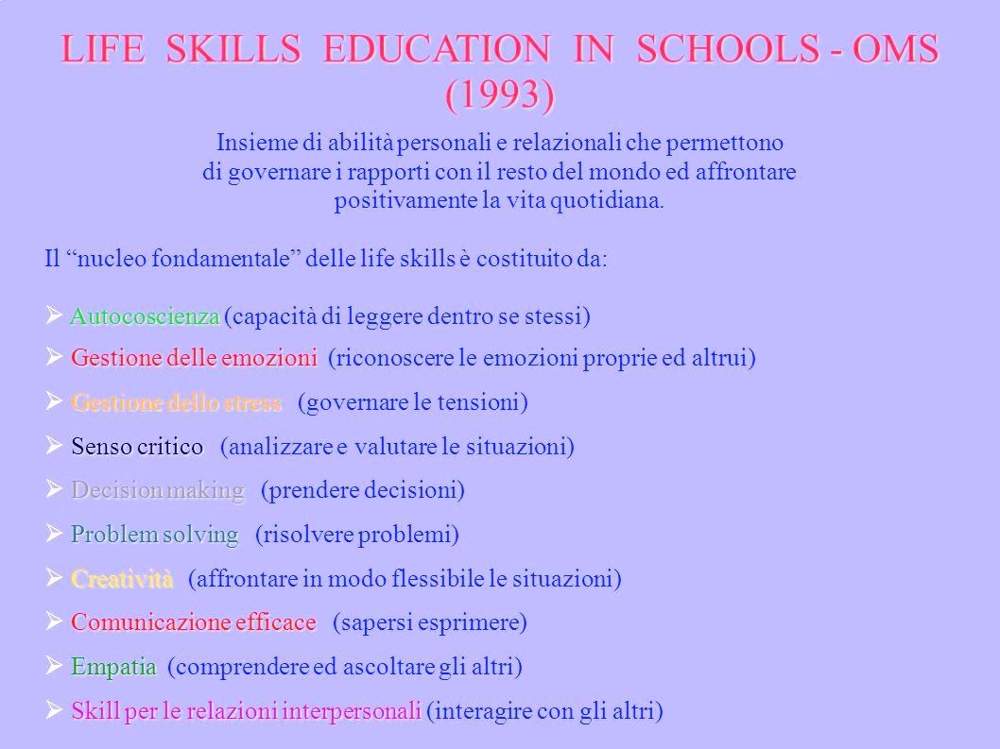 LIFE SKILLS EDUCATION IN SCHOOLS - OMS
(1993)
Insieme di abilità personali e relazionali che permettono
di governare i rapporti con il resto del mondo ed affrontare
positivamente la vita quotidiana.
Il “nucleo fondamentale” delle life skills è costituito da:
➢ Autocoscienza (capacità di leggere dentro se stessi)
➢ Gestione delle emozioni (riconoscere le emozioni proprie ed altrui)
➢ Gestione dello stress (governare le tensioni)
➢ Senso critico (analizzare e valutare le situazioni)
➢ Decision making (prendere decisioni)
➢ Problem solving (risolvere problemi)
➢ Creatività (affrontare in modo flessibile le situazioni)
➢ Comunicazione efficace (sapersi esprimere)
➢ Empatia (comprendere ed ascoltare gli altri)
➢ Skill per le relazioni interpersonali (interagire con gli altri)